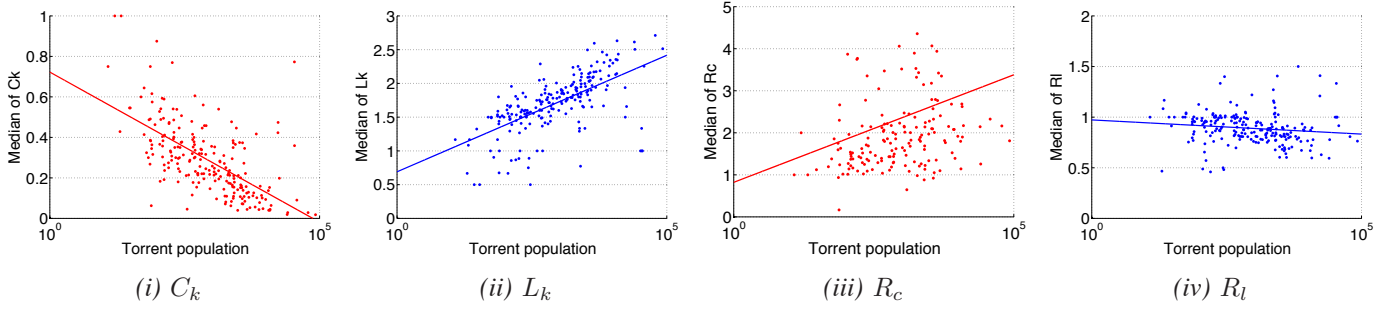 Median of Ck
1
0.8
0.6
0.4
0.2
0
10^0
10^5
Torrent population
(i) C_k
Median of Lk
3
2.5
2
1.5
1
0.5
0
10^0
10^5
Torrent population
(ii) L_k
Median of Rc
5
4
3
2
1
0
10^0
10^5
Torrent population
(iii) R_c
Median of Rl
2
1.5
1
0.5
0
10^0
10^5
Torrent population
(iv) R_l